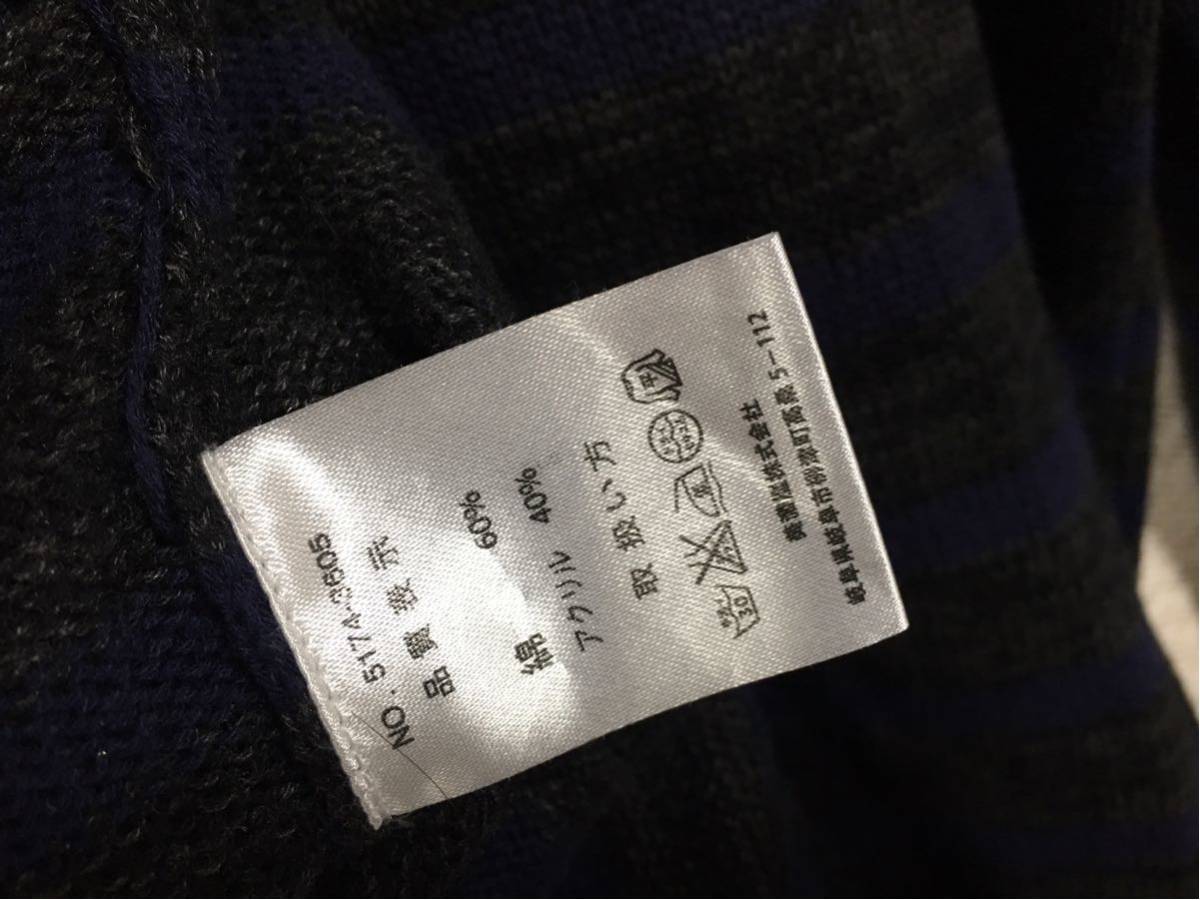 NO. 5174-3605
品質表示
綿 60%
アクリル 40%
取扱い方
30 中
美濃屋株式会社
岐阜県岐阜市柳津町高桑5-112